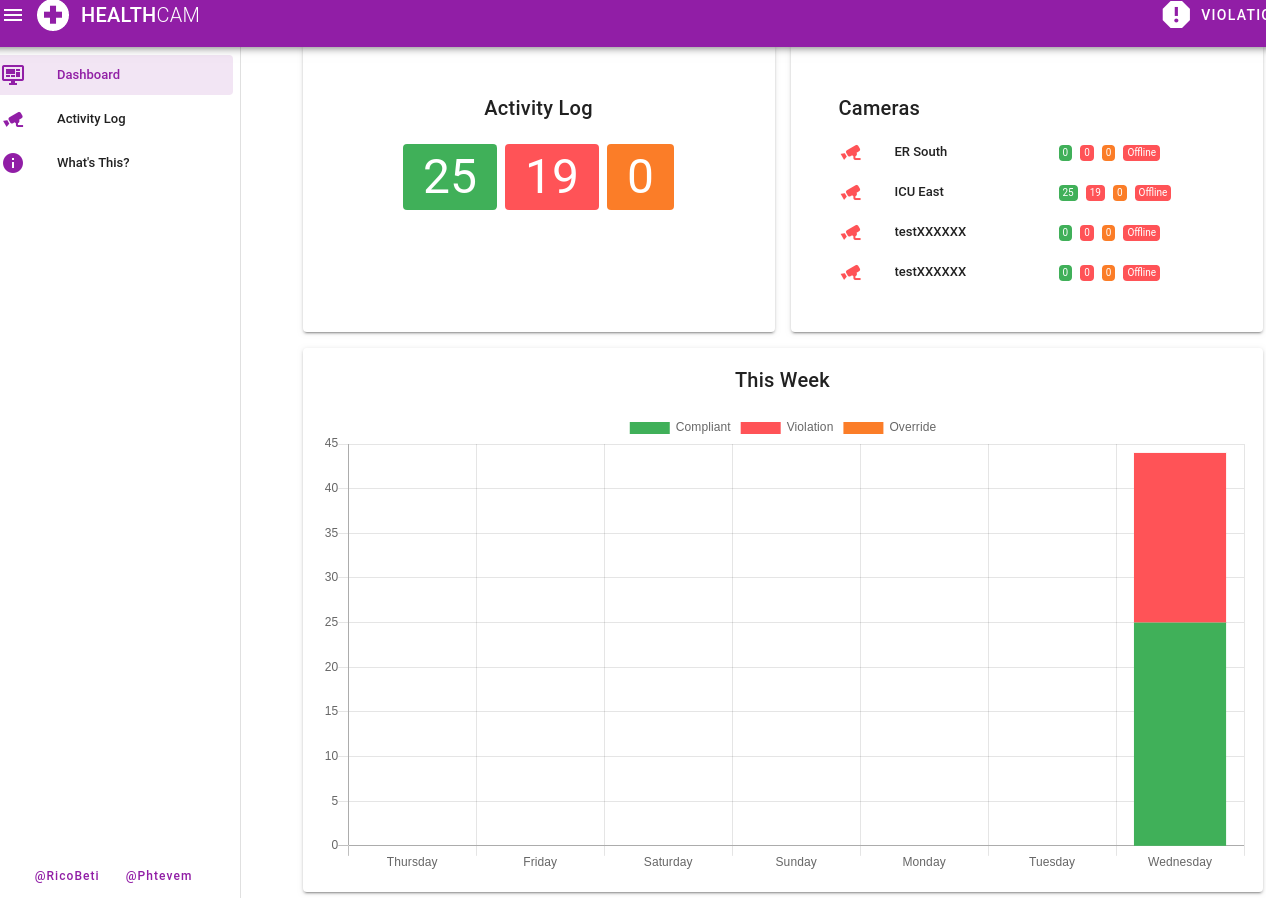 HEALTHCAM
VIOLATIO
Dashboard
Activity Log
What's This?
@RicoBeti @Phtevem
Activity Log
25 19 0
Cameras
ER South 0 0 0 Offline
ICU East 25 19 0 Offline
testXXXXXX 0 0 0 Offline
testXXXXXX 0 0 0 Offline
This Week
Compliant Violation Override
45
40
35
30
25
20
15
10
5
0
Thursday Friday Saturday Sunday Monday Tuesday Wednesday